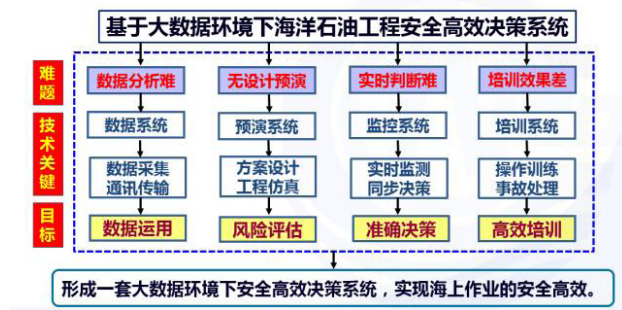 基于大数据环境下海洋石油工程安全高效决策系统
难题
数据分析难
无设计预演
实时判断难
培训效果差
技术关键
数据系统
预演系统
监控系统
培训系统
数据采集
通讯传输
方案设计
工程仿真
实时监测
同步决策
操作训练
事故处理
目标
数据运用
风险评估
准确决策
高效培训
形成一套大数据环境下安全高效决策系统，实现海上作业的安全高效。